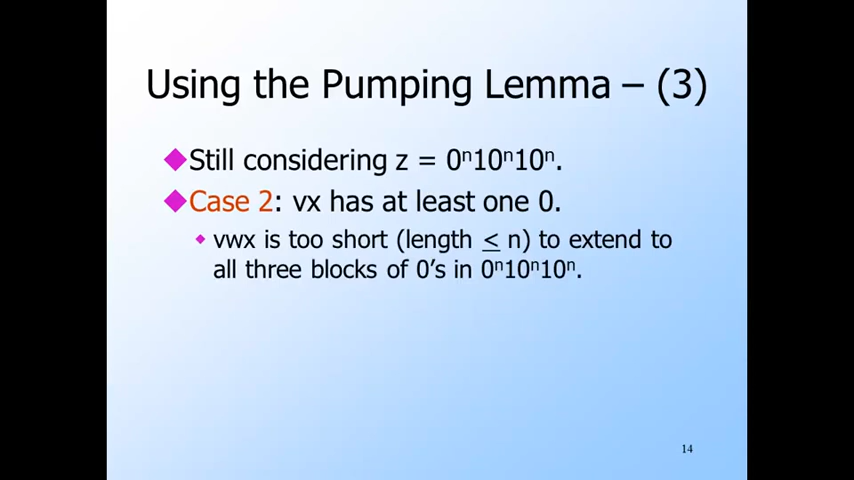 Using the Pumping Lemma – (3)
Still considering z = 0ⁿ10ⁿ10ⁿ.
Case 2: vx has at least one 0.
vwx is too short (length ≤ n) to extend to
all three blocks of 0's in 0ⁿ10ⁿ10ⁿ.
14